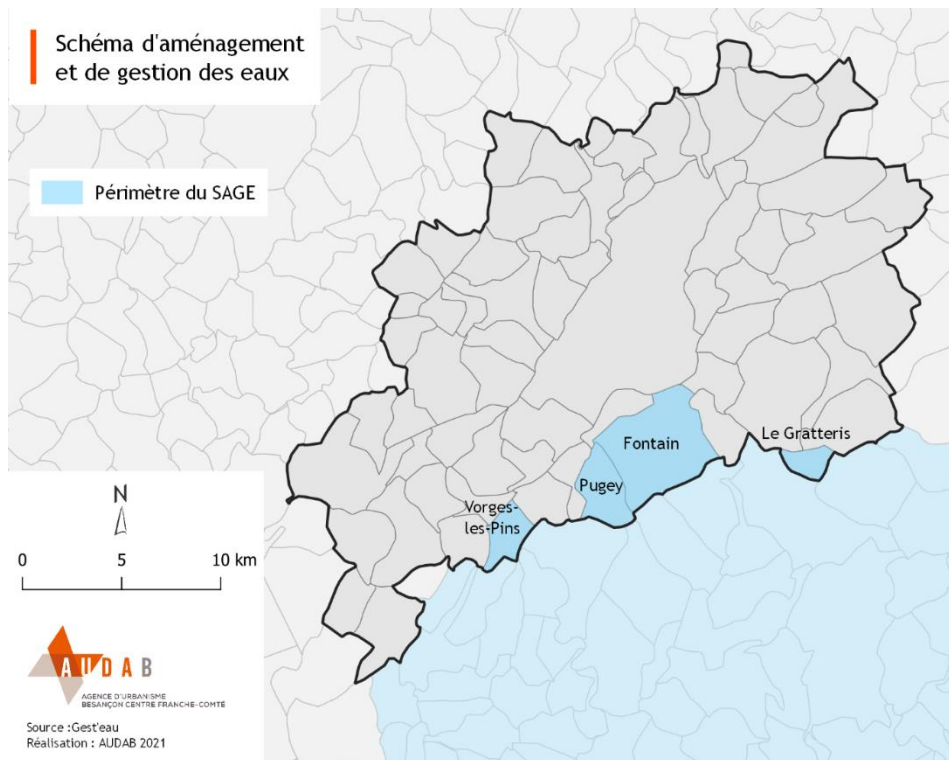 Schéma d'aménagement
et de gestion des eaux
Périmètre du SAGE
Le Gratteris
Fontain
Pugey
Vorges-
les-Pins
N
0 5 10 km
AUDAB
AGENCE D'URBANISME
BESANÇON CENTRE FRANCHE-COMTÉ
Source :Gest'eau
Réalisation : AUDAB 2021